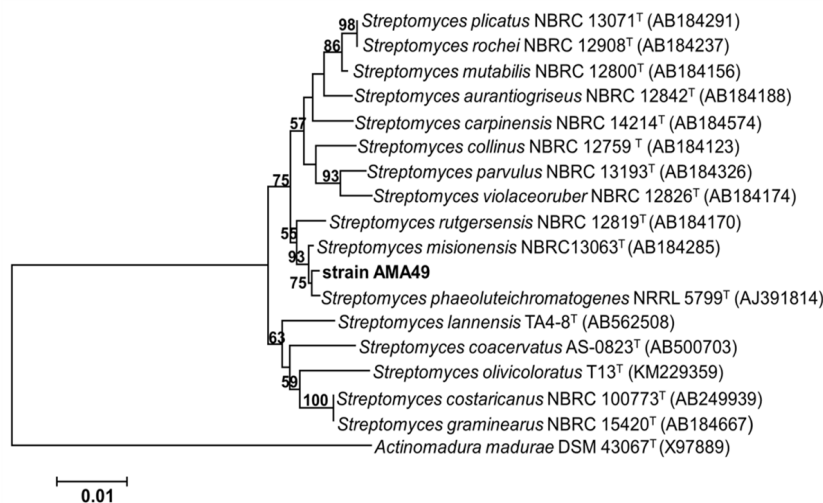 98 Streptomyces plicatus NBRC 13071ᵀ (AB184291)
86 Streptomyces rochei NBRC 12908ᵀ (AB184237)
Streptomyces mutabilis NBRC 12800ᵀ (AB184156)
Streptomyces aurantiogriseus NBRC 12842ᵀ (AB184188)
57 Streptomyces carpinensis NBRC 14214ᵀ (AB184574)
Streptomyces collinus NBRC 12759 ᵀ (AB184123)
75 93 Streptomyces parvulus NBRC 13193ᵀ (AB184326)
Streptomyces violaceoruber NBRC 12826ᵀ (AB184174)
55 Streptomyces rutgersensis NBRC 12819ᵀ (AB184170)
93 Streptomyces misionensis NBRC13063ᵀ (AB184285)
75 strain AMA49
Streptomyces phaeoluteichromatogenes NRRL 5799ᵀ (AJ391814)
63 Streptomyces lannensis TA4-8ᵀ (AB562508)
Streptomyces coacervatus AS-0823ᵀ (AB500703)
59 Streptomyces olivicoloratus T13ᵀ (KM229359)
100 Streptomyces costaricanus NBRC 100773ᵀ (AB249939)
Streptomyces graminearus NBRC 15420ᵀ (AB184667)
Actinomadura madurae DSM 43067ᵀ (X97889)
0.01